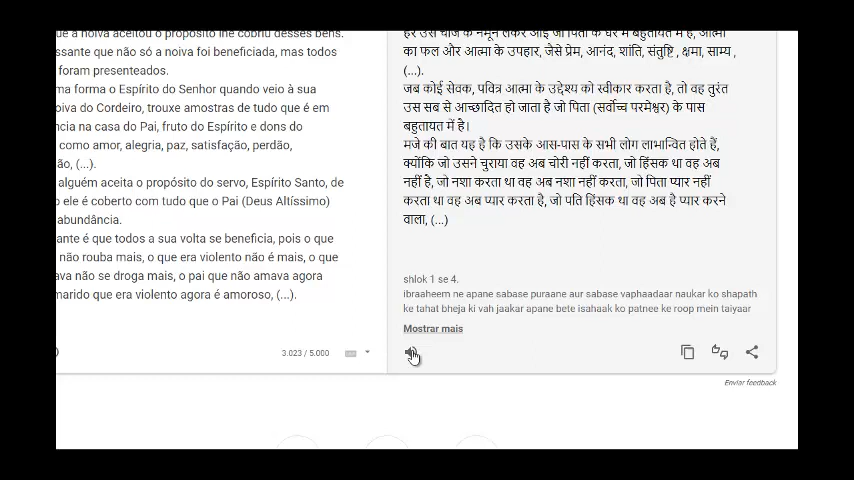 ue a noiva aceitou o propósito lhe cobriu desses bens.
ssante que não só a noiva foi beneficiada, mas todos
foram presenteados.
ma forma o Espírito do Senhor quando veio à sua
oiva do Cordeiro, trouxe amostras de tudo que é em
ncia na casa do Pai, fruto do Espírito e dons do
como amor, alegria, paz, satisfação, perdão,
ão, (...).
alguém aceita o propósito do servo, Espírito Santo, de
o ele é coberto com tudo que o Pai (Deus Altíssimo)
abundância.
ante é que todos a sua volta se beneficia, pois o que
não rouba mais, o que era violento não é mais, o que
ava não se droga mais, o pai que não amava agora
marido que era violento agora é amoroso, (...).
3.023 / 5.000
हर उस चीज के नमूने लेकर आई जो पिता के घर में बहुतायत में है, आत्मा
का फल और आत्मा के उपहार, जैसे प्रेम, आनंद, शांति, संतुष्टि , क्षमा, साम्य ,
(...).
जब कोई सेवक, पवित्र आत्मा के उद्देश्य को स्वीकार करता है, तो वह तुरंत
उस सब से आच्छादित हो जाता है जो पिता (सर्वोच्च परमेश्वर) के पास
बहुतायत में है।
मजे की बात यह है कि उसके आस-पास के सभी लोग लाभान्वित होते हैं,
क्योंकि जो उसने चुराया वह अब चोरी नहीं करता, जो हिंसक था वह अब
नहीं है, जो नशा करता था वह अब नशा नहीं करता, जो पिता प्यार नहीं
करता था वह अब प्यार करता है, जो पति हिंसक था वह अब है प्यार करने
वाला, (...)
shlok 1 se 4.
ibraaheem ne apane sabase puraane aur sabase vaphaadaar naukar ko shapath
ke tahat bheja ki vah jaakar apane bete isahaak ko patnee ke roop mein taiyaar
Mostrar mais
Enviar feedback